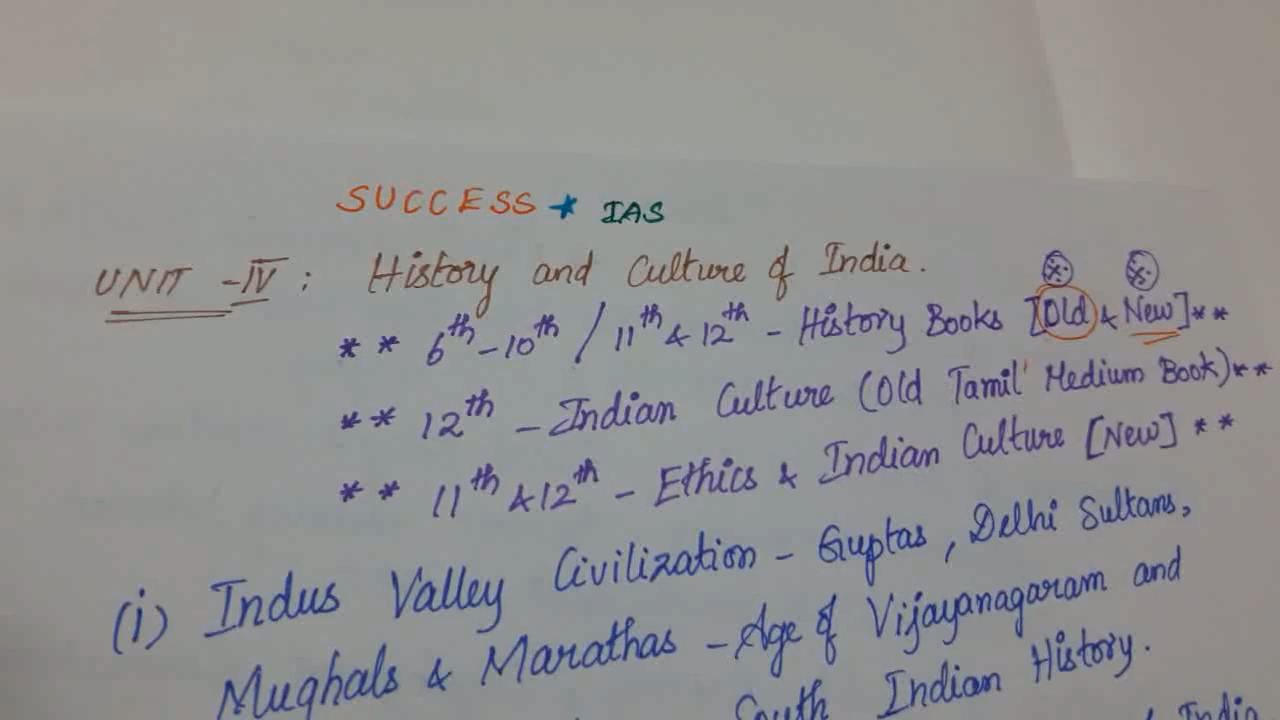 SUCCESS * IAS
UNIT - IV : History and Culture of India.
** 6th - 10th / 11th & 12th - History Books [Old & New]**
** 12th - Indian Culture (Old Tamil Medium Book)**
** 11th & 12th - Ethics & Indian Culture [New] **
(i) Indus Valley Civilization - Guptas, Delhi Sultans,
Mughals & Marathas - Age of Vijayanagaram and
South Indian History.
India